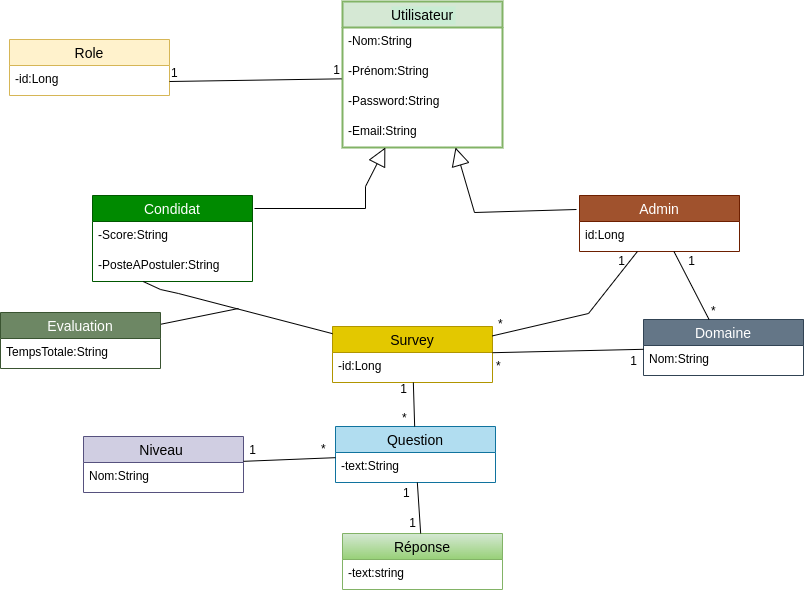 Utilisateur
-Nom:String
-Prénom:String
-Password:String
-Email:String
Role
-id:Long
1
1
Condidat
-Score:String
-PosteAPostuler:String
Admin
id:Long
1
1
*
*
Evaluation
TempsTotale:String
Survey
-id:Long
*
1
Domaine
Nom:String
1
*
Niveau
Nom:String
1
*
Question
-text:String
1
1
Réponse
-text:string